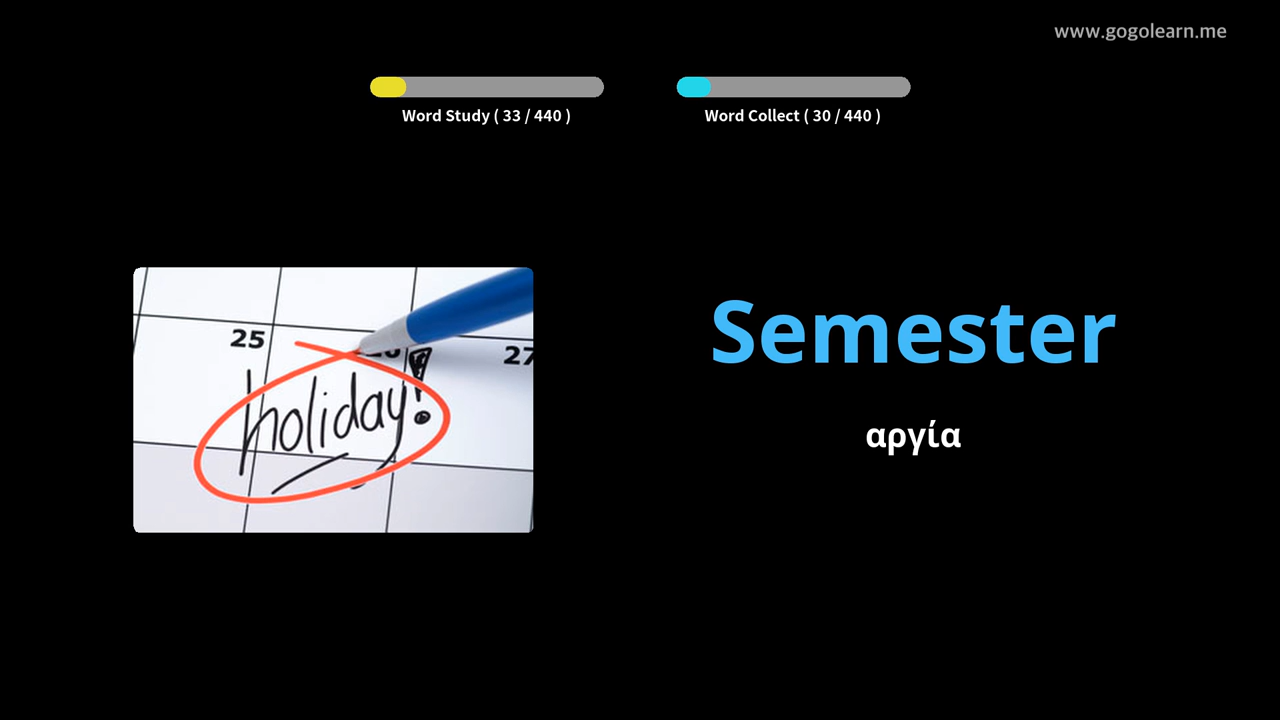 www.gogolearn.me
Word Study ( 33 / 440 )
Word Collect ( 30 / 440 )
25
27
holiday!
Semester
αργία